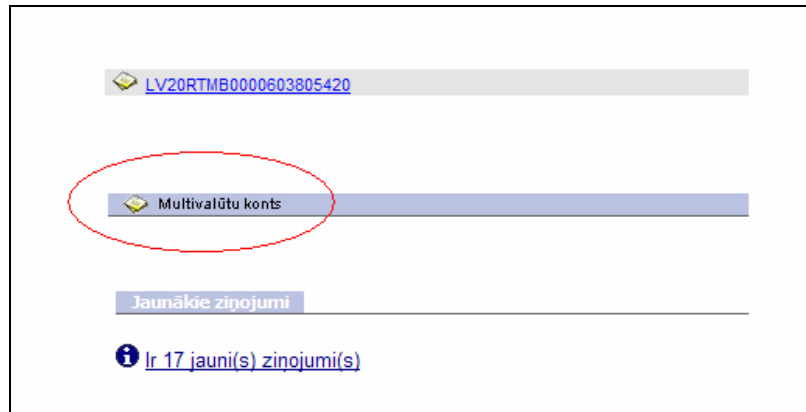 LV20RTMB0000603805420
Multivalūtu konts
Jaunākie ziņojumi
Ir 17 jauni(s) ziņojumi(s)